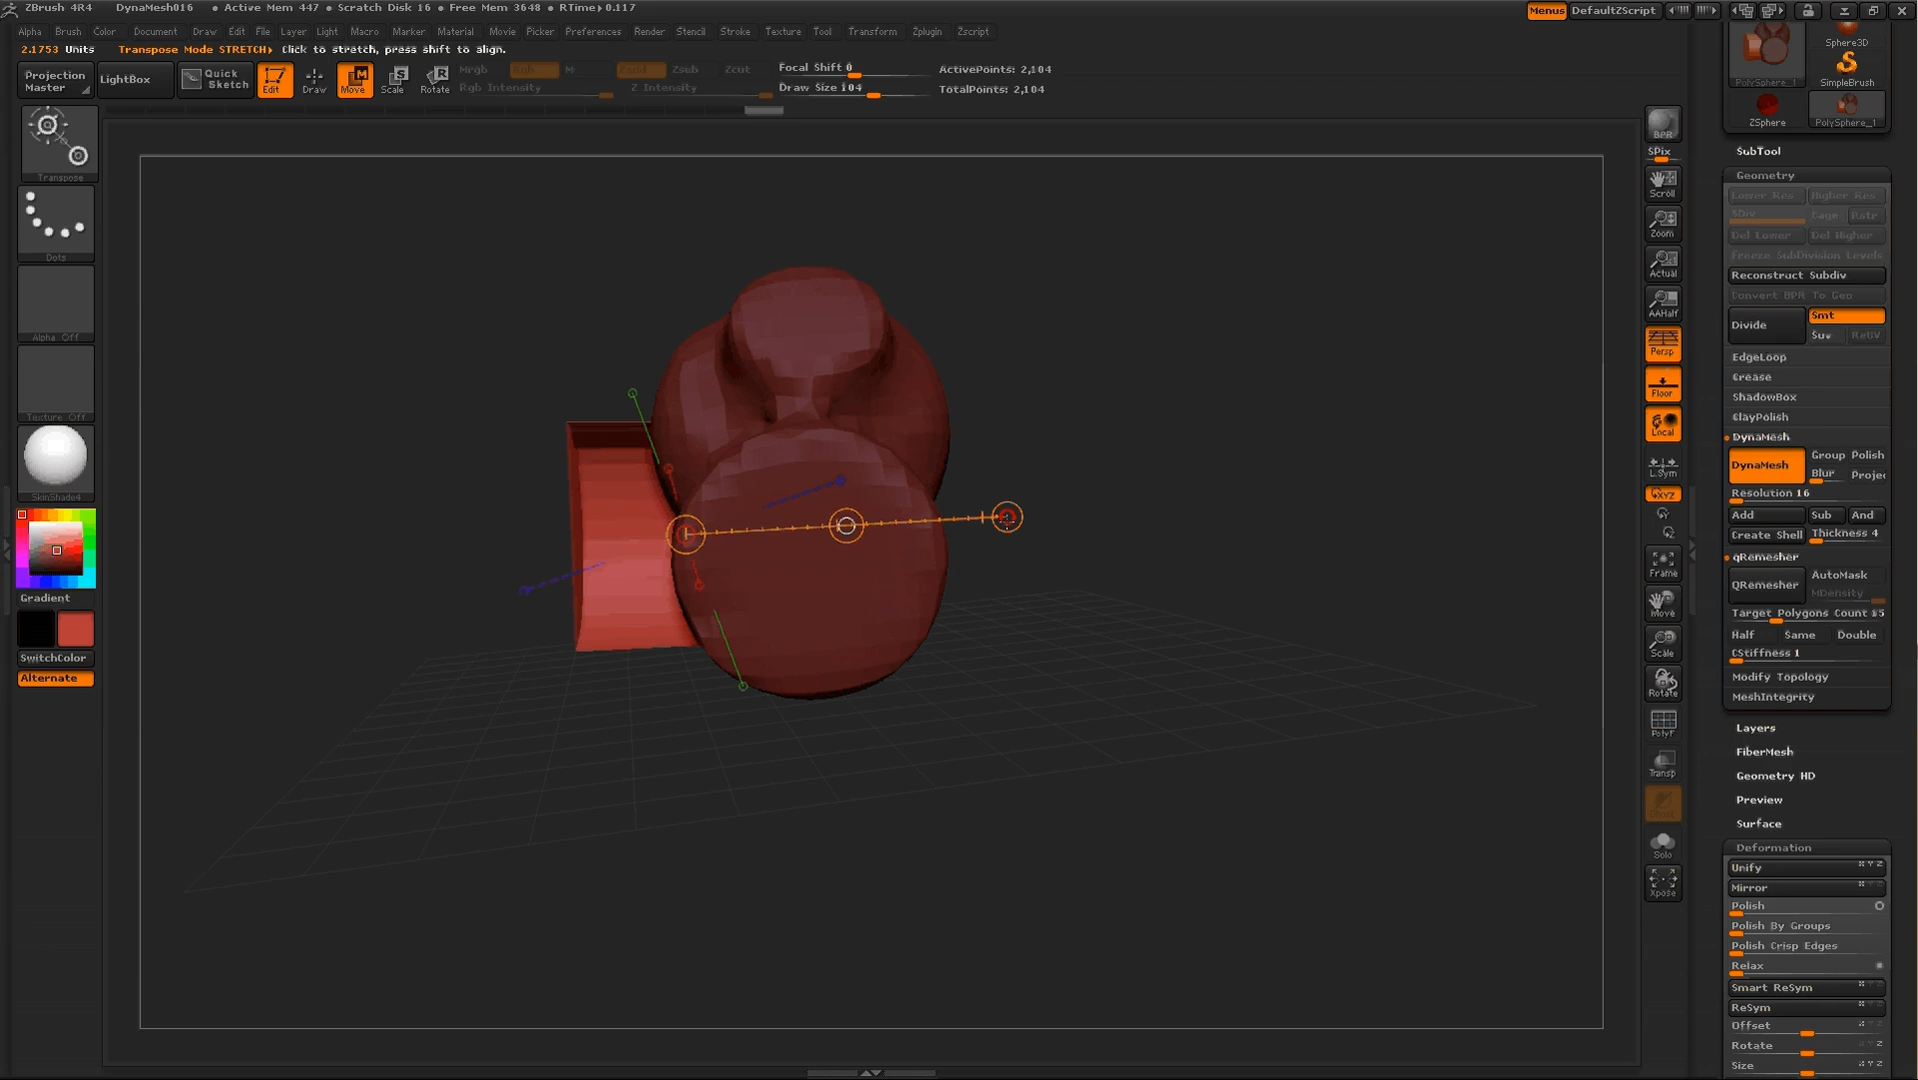 ZBrush 4R4 DynaMesh016 • Active Mem 447 • Scratch Disk 16 • Free Mem 3648 • RTime▸0.117 Menus DefaultZScript
Alpha Brush Color Document Draw Edit File Layer Light Macro Marker Material Movie Picker Preferences Render Stencil Stroke Texture Tool Transform Zplugin Zscript
2.1753 Units Transpose Mode STRETCH▸ Click to stretch, press shift to align.
Projection Master
LightBox
Quick Sketch
Edit
Draw
Move
Scale
Rotate
Mrgb Rgb M Zadd Zsub Zcut
Rgb Intensity Z Intensity
Focal Shift 0
Draw Size 104
ActivePoints: 2,104
TotalPoints: 2,104
Transpose
Dots
Alpha Off
Texture Off
SkinShade4
Gradient
SwitchColor
Alternate
BPR
SPix
Scroll
Zoom
Actual
AAHalf
Persp
Floor
Local
L.Sym
XYZ
Frame
Move
Scale
Rotate
PolyF
Transp
Ghost
Solo
Xpose
Sphere3D
PolySphere_1 SimpleBrush
ZSphere PolySphere_1
SubTool
Geometry
Lower Res Higher Res
SDiv Cage Rstr
Del Lower Del Higher
Freeze SubDivision Levels
Reconstruct Subdiv
Convert BPR To Geo
Divide Smt
Suv ReUV
EdgeLoop
Crease
ShadowBox
ClayPolish
DynaMesh
DynaMesh Group Polish
Blur Projec
Resolution 16
Add Sub And
Create Shell Thickness 4
qRemesher
QRemesher AutoMask
MDensity
Target Polygons Count 15
Half Same Double
CStiffness 1
Modify Topology
MeshIntegrity
Layers
FiberMesh
Geometry HD
Preview
Surface
Deformation
Unify
Mirror
Polish
Polish By Groups
Polish Crisp Edges
Relax
Smart ReSym
ReSym
Offset
Rotate
Size